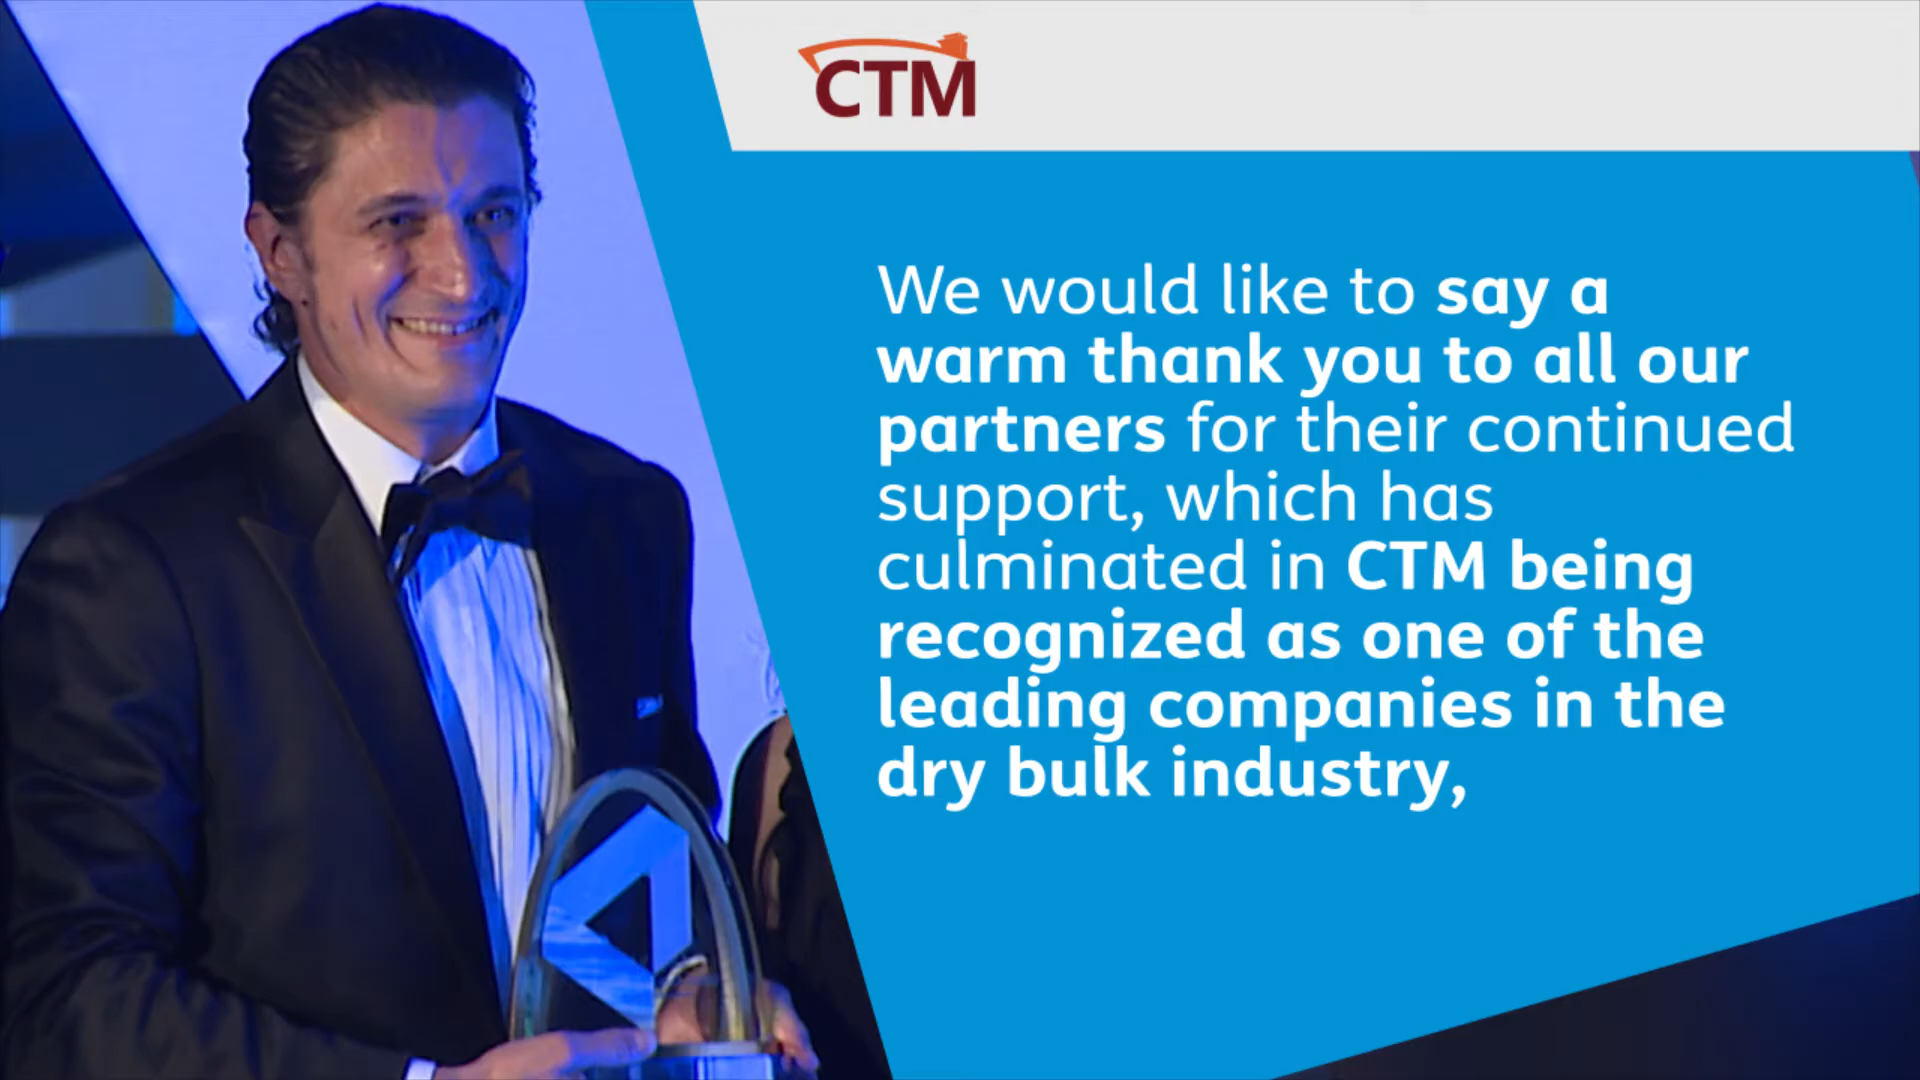 CTM
We would like to say a
warm thank you to all our
partners for their continued
support, which has
culminated in CTM being
recognized as one of the
leading companies in the
dry bulk industry,